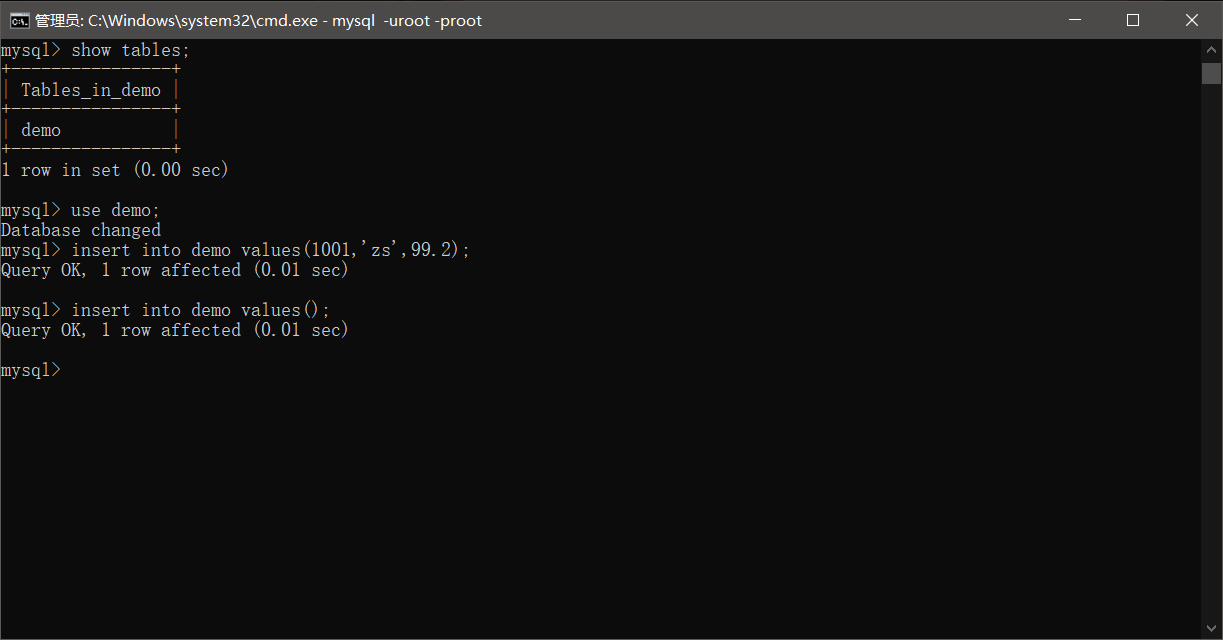 管理员: C:\Windows\system32\cmd.exe - mysql  -uroot -proot
mysql> show tables;
+----------------+
| Tables_in_demo |
+----------------+
| demo           |
+----------------+
1 row in set (0.00 sec)
mysql> use demo;
Database changed
mysql> insert into demo values(1001,'zs',99.2);
Query OK, 1 row affected (0.01 sec)
mysql> insert into demo values();
Query OK, 1 row affected (0.01 sec)
mysql>